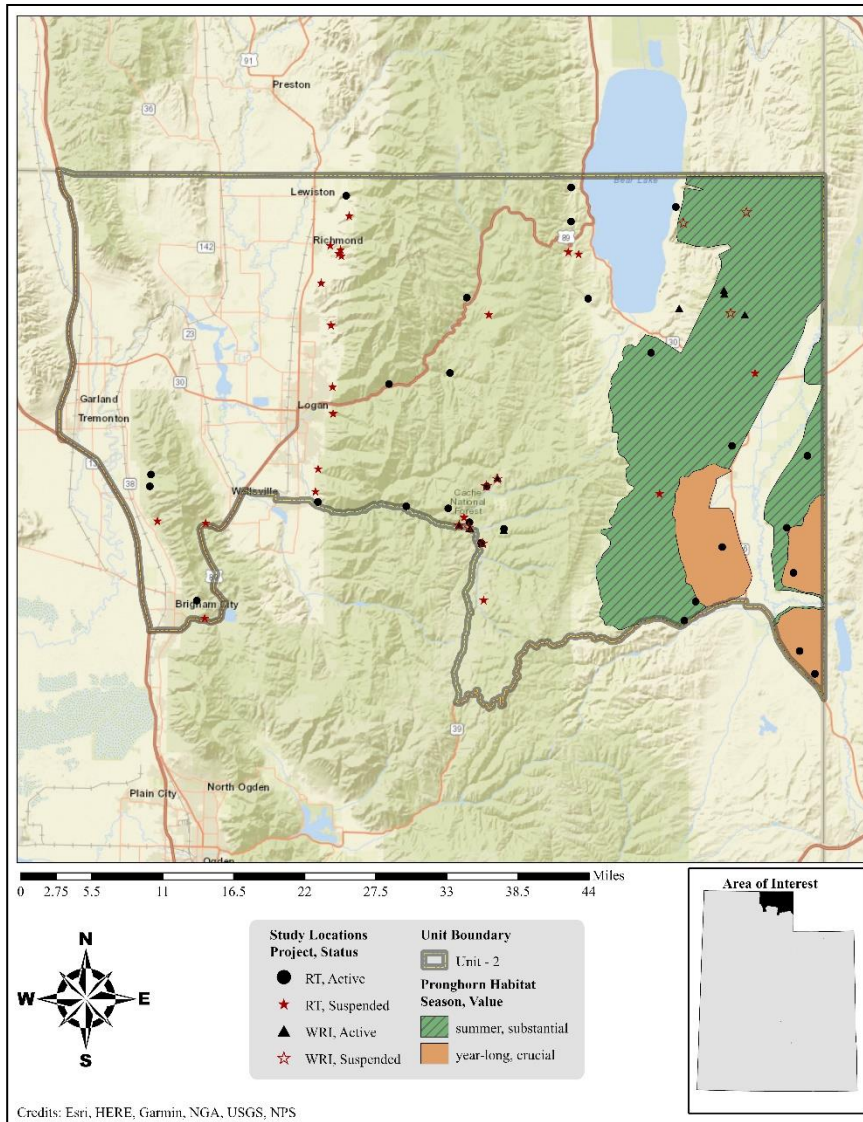 91
Preston
36
Bear Lake
Lewiston
Richmond
89
142
23
30
30
Garland
Tremonton
Logan
13
38
Wellsville
Cache
National
Forest
Brigham City
39
Plain City
North Ogden
Ogden
Miles
0 2.75 5.5 11 16.5 22 27.5 33 38.5 44
Area of Interest
N
W E
S
Study Locations
Project, Status
RT, Active
RT, Suspended
WRI, Active
WRI, Suspended
Unit Boundary
Unit - 2
Pronghorn Habitat
Season, Value
summer, substantial
year-long, crucial
Credits: Esri, HERE, Garmin, NGA, USGS, NPS